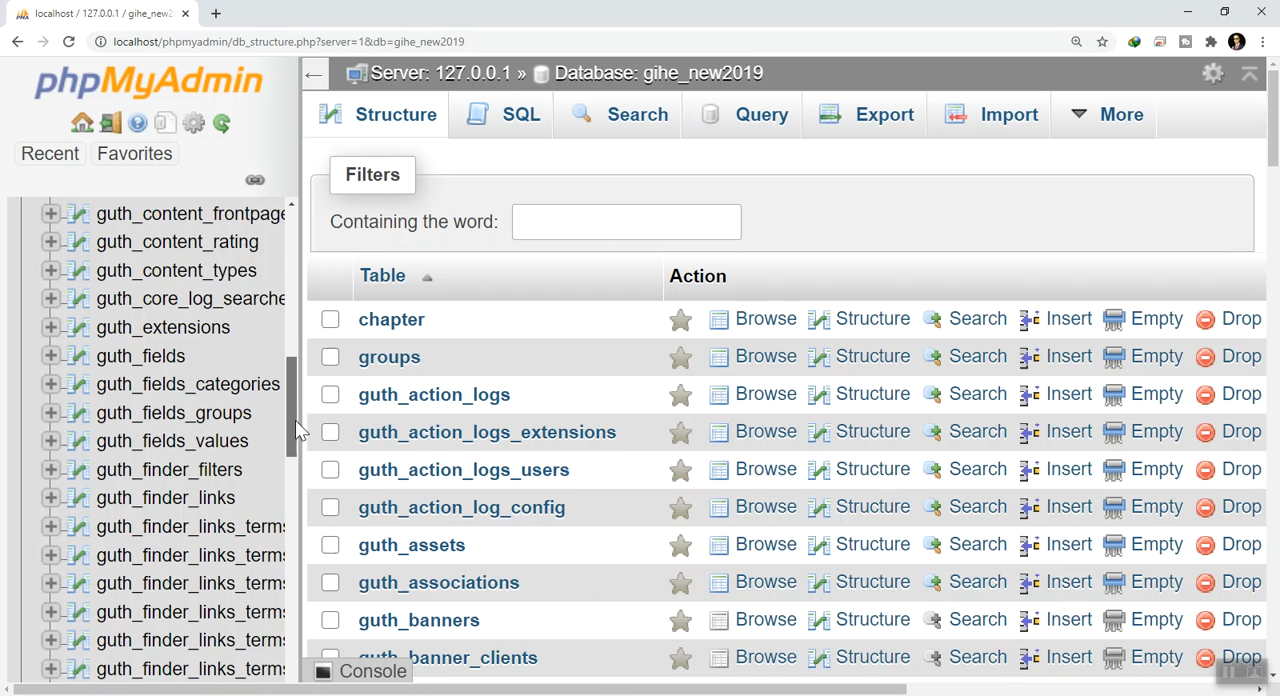 localhost / 127.0.0.1 / gihe_new2
localhost/phpmyadmin/db_structure.php?server=1&db=gihe_new2019
phpMyAdmin
Recent Favorites
guth_content_frontpage
guth_content_rating
guth_content_types
guth_core_log_searche
guth_extensions
guth_fields
guth_fields_categories
guth_fields_groups
guth_fields_values
guth_finder_filters
guth_finder_links
guth_finder_links_terms
guth_finder_links_terms
guth_finder_links_terms
guth_finder_links_terms
guth_finder_links_terms
guth_finder_links_terms
Server: 127.0.0.1 » Database: gihe_new2019
Structure SQL Search Query Export Import More
Filters
Containing the word:
Table Action
chapter Browse Structure Search Insert Empty Drop
groups Browse Structure Search Insert Empty Drop
guth_action_logs Browse Structure Search Insert Empty Drop
guth_action_logs_extensions Browse Structure Search Insert Empty Drop
guth_action_logs_users Browse Structure Search Insert Empty Drop
guth_action_log_config Browse Structure Search Insert Empty Drop
guth_assets Browse Structure Search Insert Empty Drop
guth_associations Browse Structure Search Insert Empty Drop
guth_banners Browse Structure Search Insert Empty Drop
guth_banner_clients Browse Structure Search Insert Empty Drop
Console